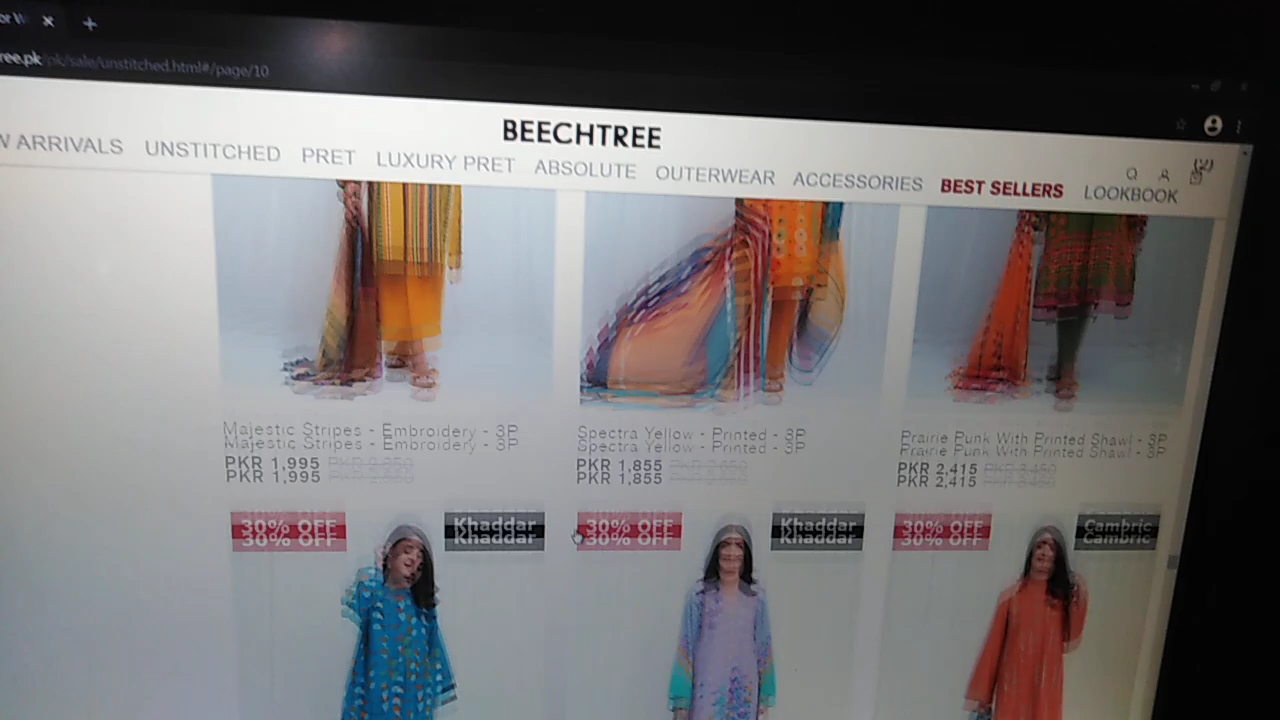 ree.pk/pk/sale/unstitched.html#/page/10
BEECHTREE
W ARRIVALS UNSTITCHED PRET LUXURY PRET ABSOLUTE OUTERWEAR ACCESSORIES BEST SELLERS LOOKBOOK
Majestic Stripes - Embroidery - 3P
PKR 1,995
Spectra Yellow - Printed - 3P
PKR 1,855
Prairie Punk With Printed Shawl - 3P
PKR 2,415
30% OFF Khaddar
30% OFF Khaddar
30% OFF Cambric